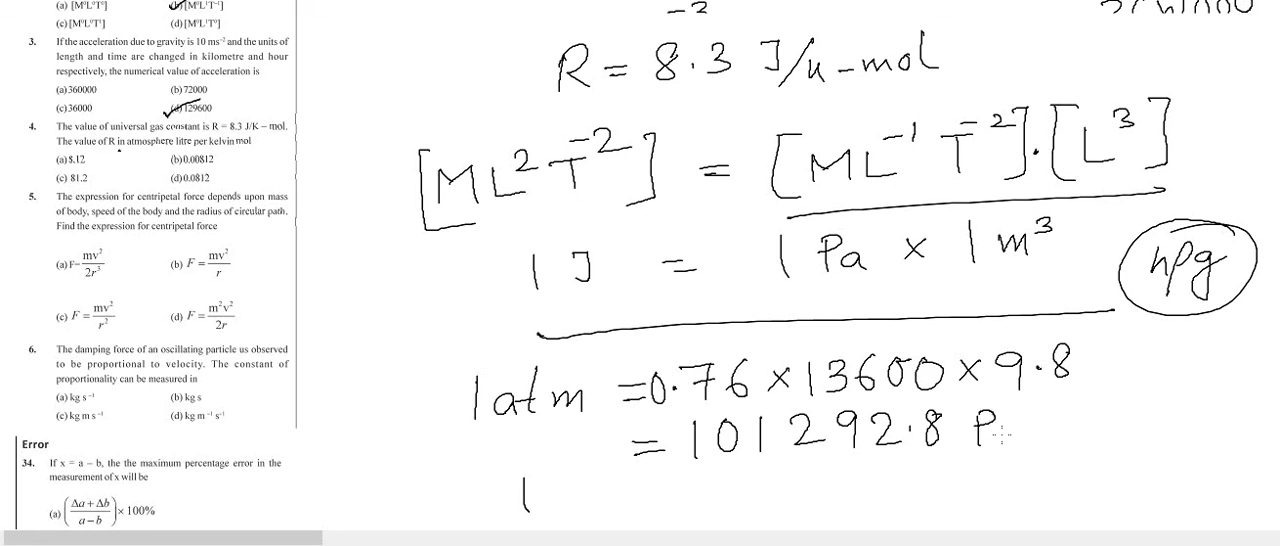 (a) [M⁰L⁰T⁰]
(b) [M⁰L¹T⁻¹]
(c) [M⁰L⁰T¹]
(d) [M⁰L¹T⁰]
3. If the acceleration due to gravity is 10 ms⁻² and the units of
length and time are changed in kilometre and hour
respectively, the numerical value of acceleration is
(a) 360000 (b) 72000
(c) 36000 (d) 129600
4. The value of universal gas constant is R = 8.3 J/K – mol.
The value of R in atmosphere litre per kelvin mol
(a) 8.12 (b) 0.00812
(c) 81.2 (d) 0.0812
5. The expression for centripetal force depends upon mass
of body, speed of the body and the radius of circular path.
Find the expression for centripetal force
(a) F= mv²/2r³ (b) F = mv²/r
(c) F = mv²/r² (d) F = m²v²/2r
6. The damping force of an oscillating particle us observed
to be proportional to velocity. The constant of
proportionality can be measured in
(a) kg s⁻¹ (b) kg s
(c) kg m s⁻¹ (d) kg m⁻¹ s⁻¹
Error
34. If x = a – b, the the maximum percentage error in the
measurement of x will be
(a) (Δa + Δb / a – b) × 100%
-2
R = 8.3 J/K-mol
[ML²T⁻²] = [ML⁻¹T⁻²].[L³]
1 J = 1 Pa × 1 m³
hρg
1 atm = 0.76 × 13600 × 9.8
= 101292.8 P
1